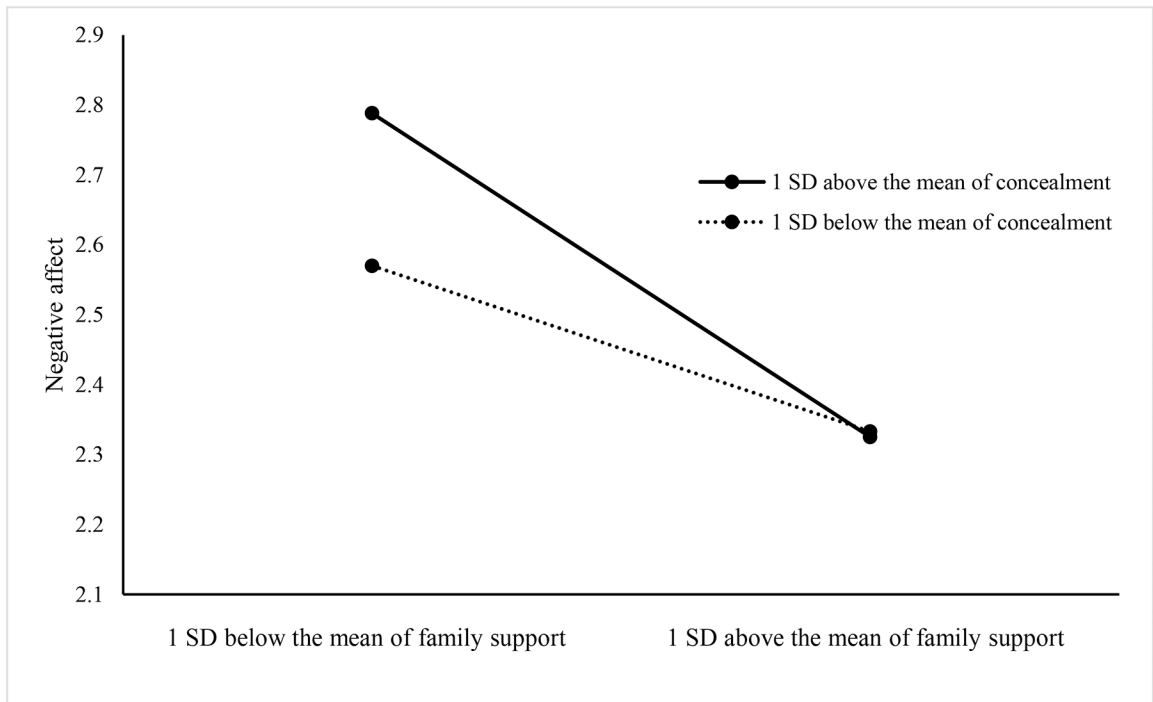 2.9
2.8
2.7
2.6
2.5
2.4
2.3
2.2
2.1
Negative affect
1 SD above the mean of concealment
1 SD below the mean of concealment
1 SD below the mean of family support
1 SD above the mean of family support